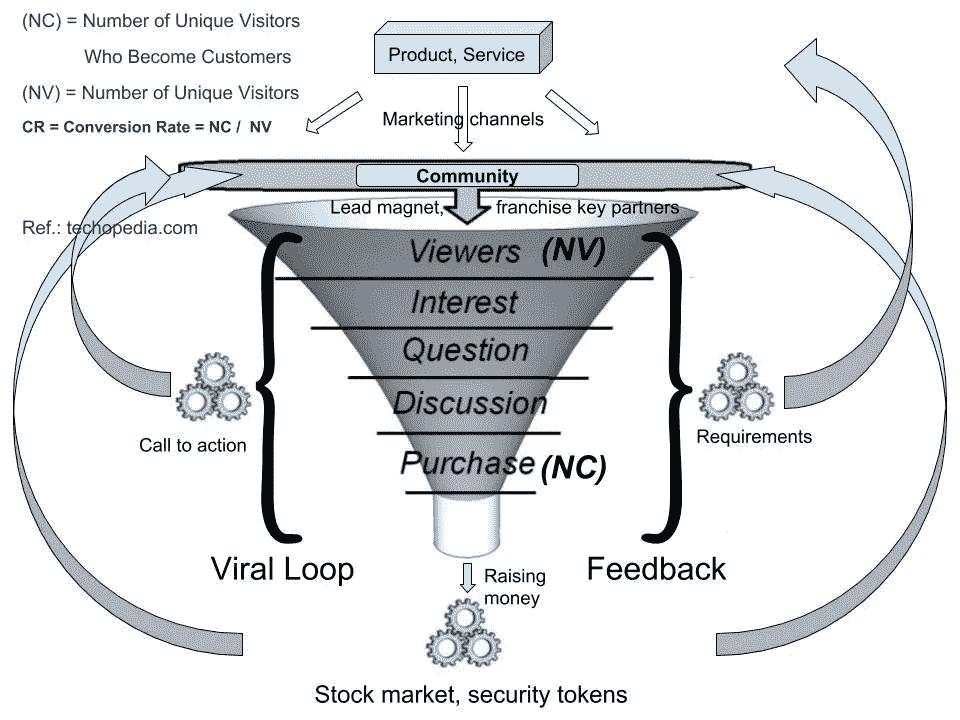 (NC) = Number of Unique Visitors
Who Become Customers
(NV) = Number of Unique Visitors
CR = Conversion Rate = NC / NV
Product, Service
Marketing channels
Community
Lead magnet, franchise key partners
Ref.: techopedia.com
Viewers (NV)
Interest
Question
Discussion
Purchase (NC)
Call to action
Requirements
Viral Loop
Feedback
Raising
money
Stock market, security tokens